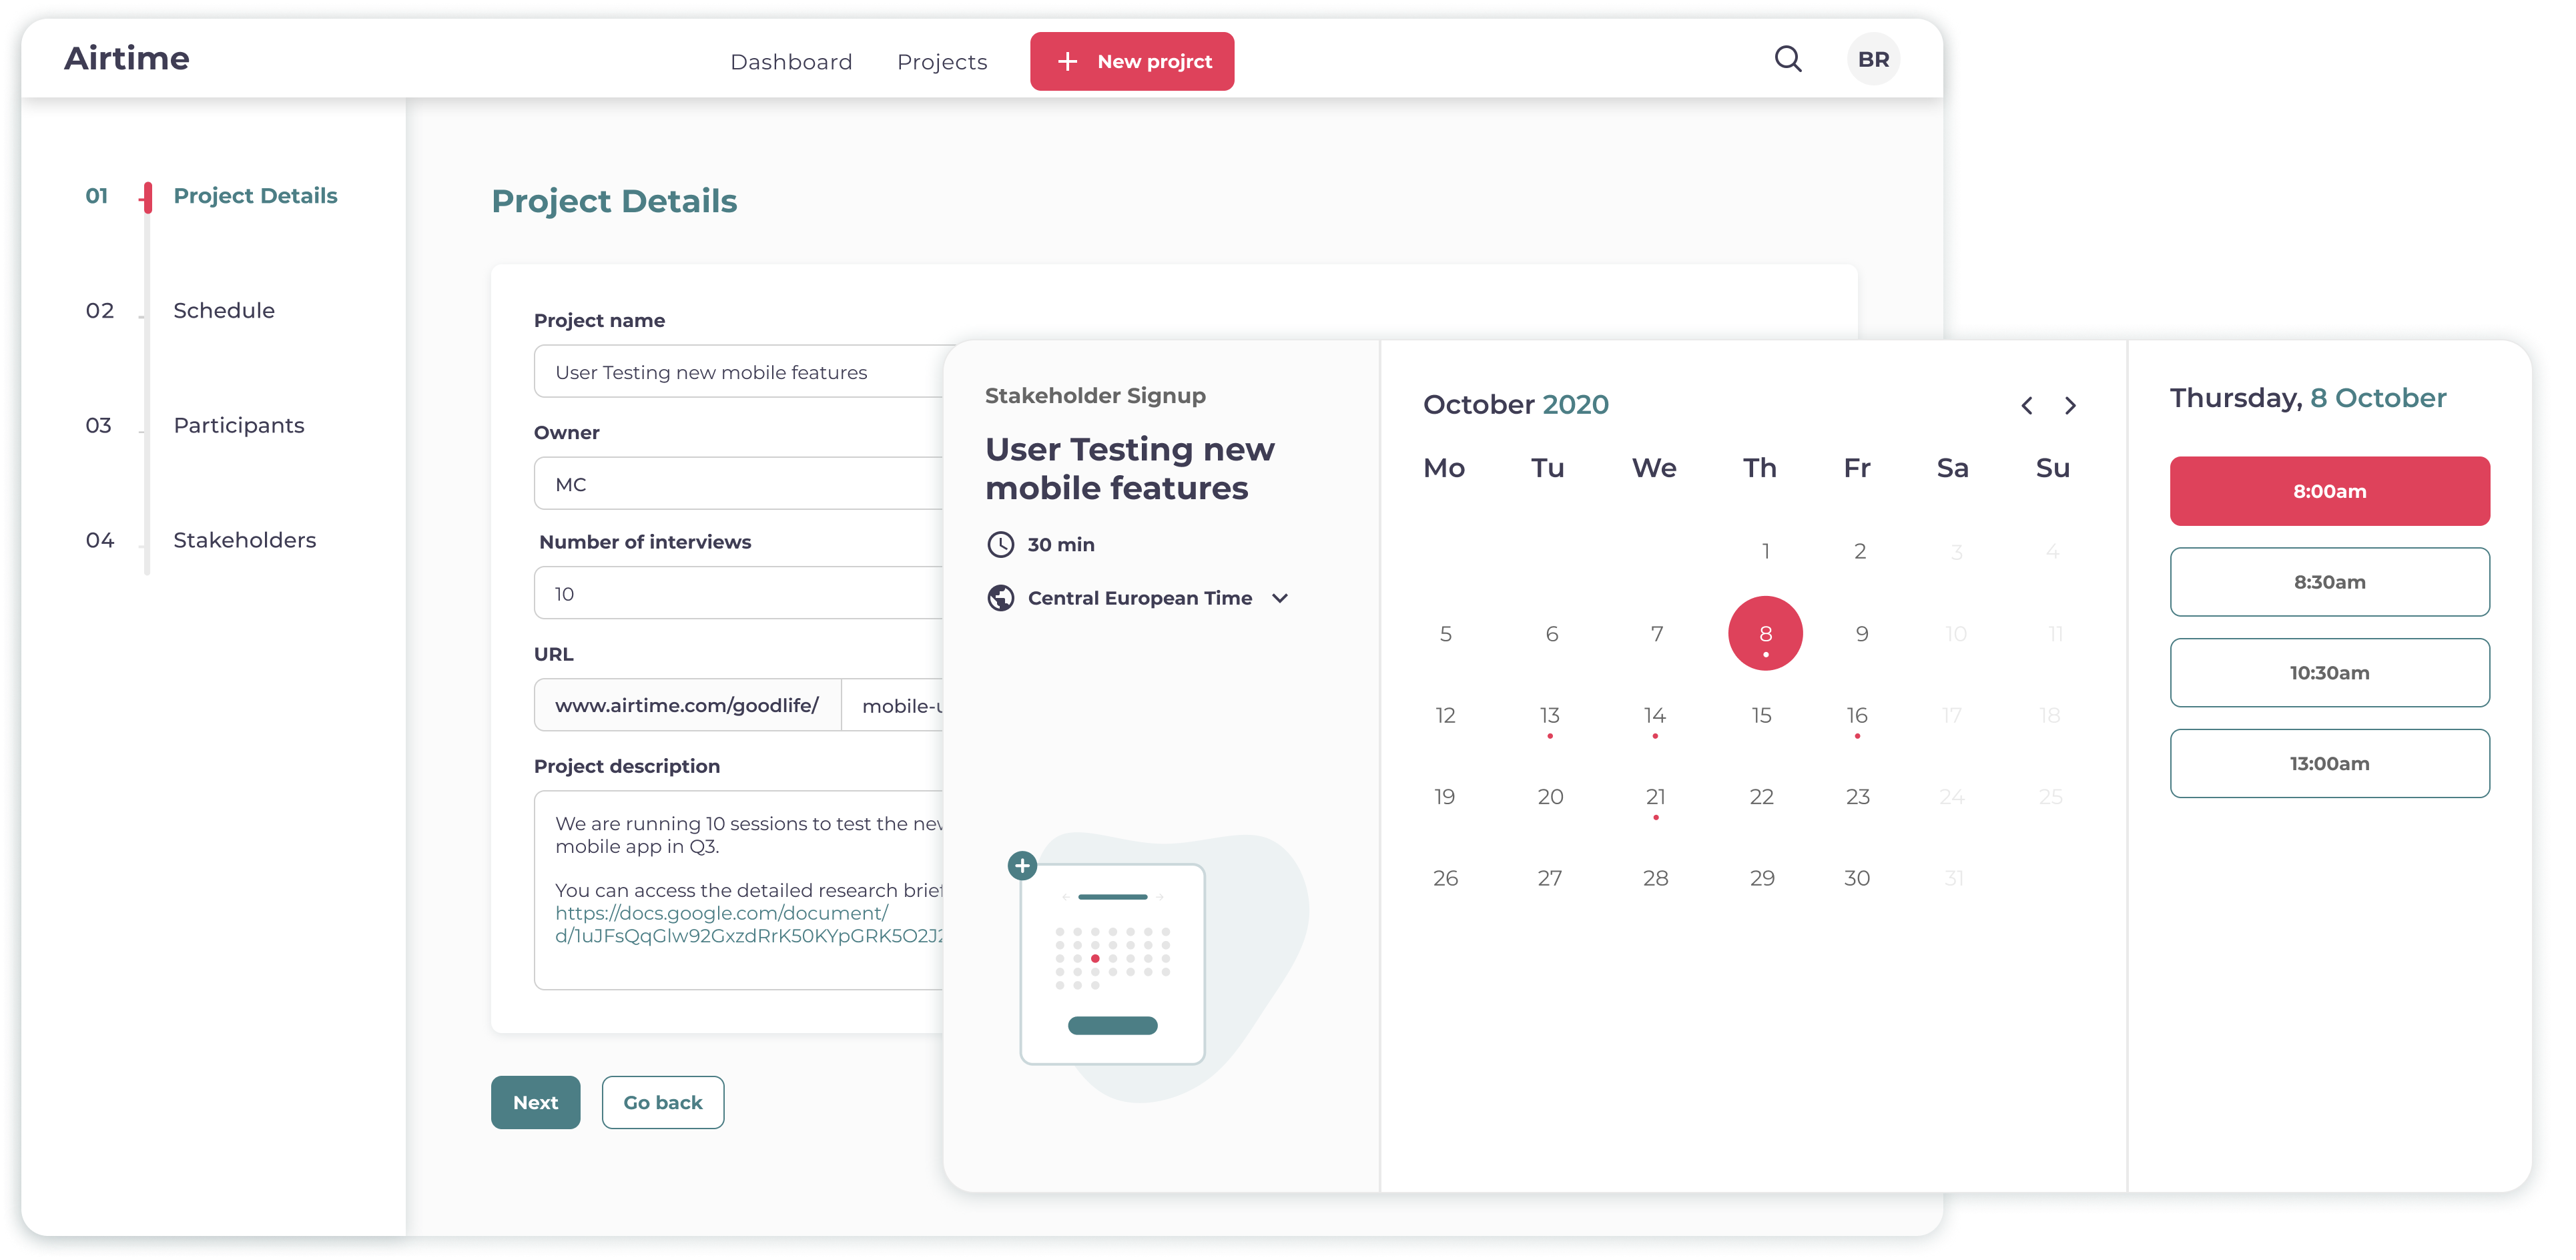 Airtime
Dashboard
Projects
New projrct
BR
01 Project Details
02 Schedule
03 Participants
04 Stakeholders
Project Details
Project name
User Testing new mobile features
Owner
MC
Number of interviews
10
URL
www.airtime.com/goodlife/
mobile-
Project description
We are running 10 sessions to test the
mobile app in Q3.
You can access the detailed research brief
https://docs.google.com/document/
Next
Go back
Stakeholder Signup
User Testing new
mobile features
30 min
Central European Time
October 2020
Mo Tu We Th Fr Sa Su
1 2 3 4
5 6 7 8 9 10 11
12 13 14 15 16 17 18
19 20 21 22 23 24 25
26 27 28 29 30 31
Thursday, 8 October
8:00am
8:30am
10:30am
13:00am